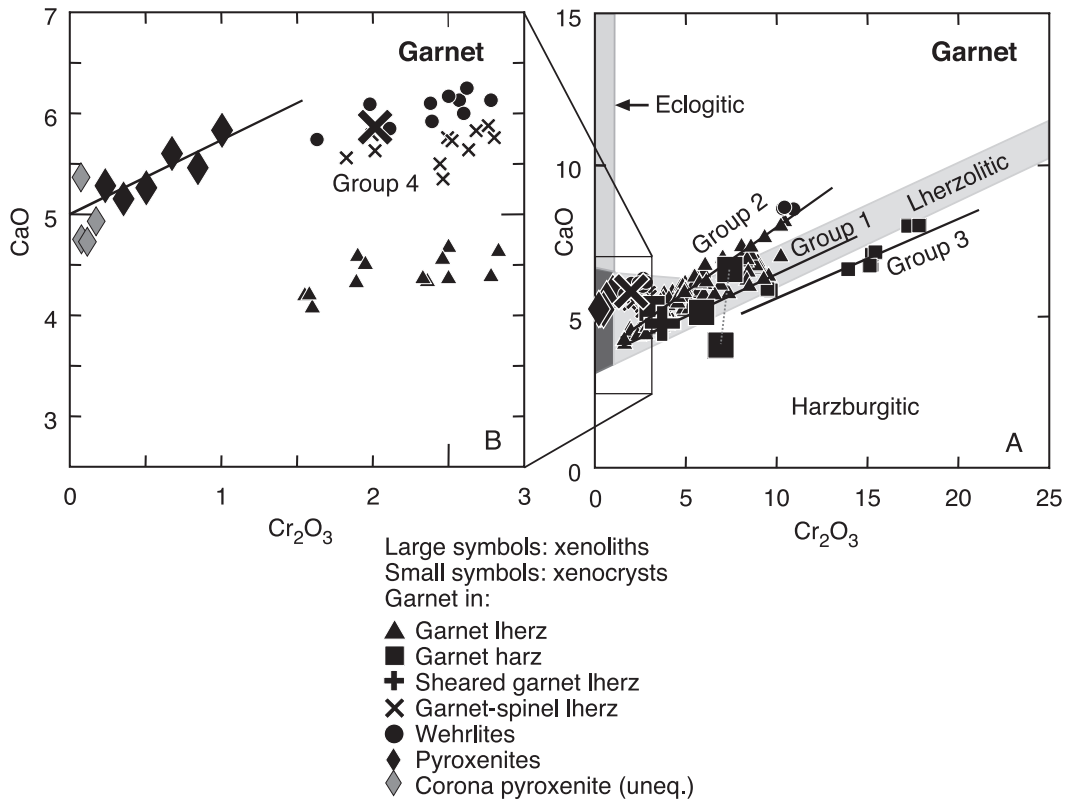 7
6
5
4
3
CaO
0
1
2
3
Cr2O3
Garnet
Group 4
B
15
10
5
0
CaO
0
5
10
15
20
25
Cr2O3
Garnet
Eclogitic
Lherzolitic
Group 2
Group 1
Group 3
Harzburgitic
A
Large symbols: xenoliths
Small symbols: xenocrysts
Garnet in:
Garnet lherz
Garnet harz
Sheared garnet lherz
Garnet-spinel lherz
Wehrlites
Pyroxenites
Corona pyroxenite (uneq.)